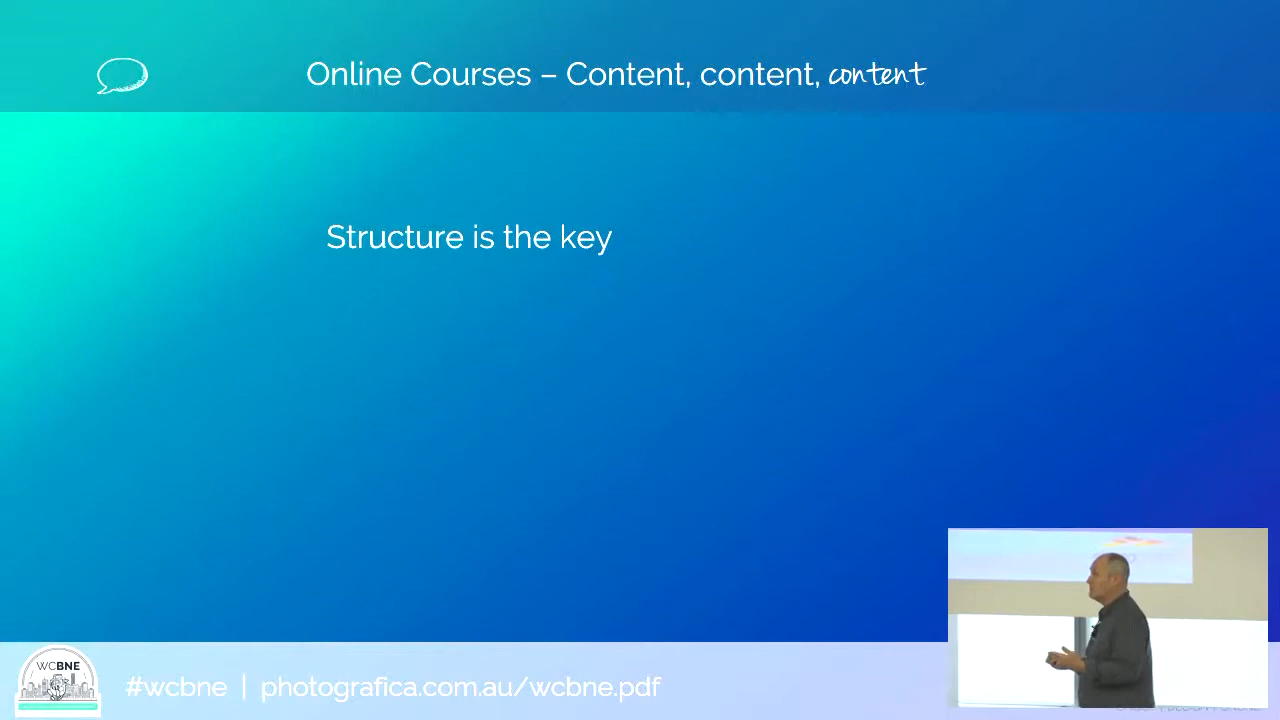 Online Courses – Content, content, content
Structure is the key
WCBNE
#wcbne | photografica.com.au/wcbne.pdf